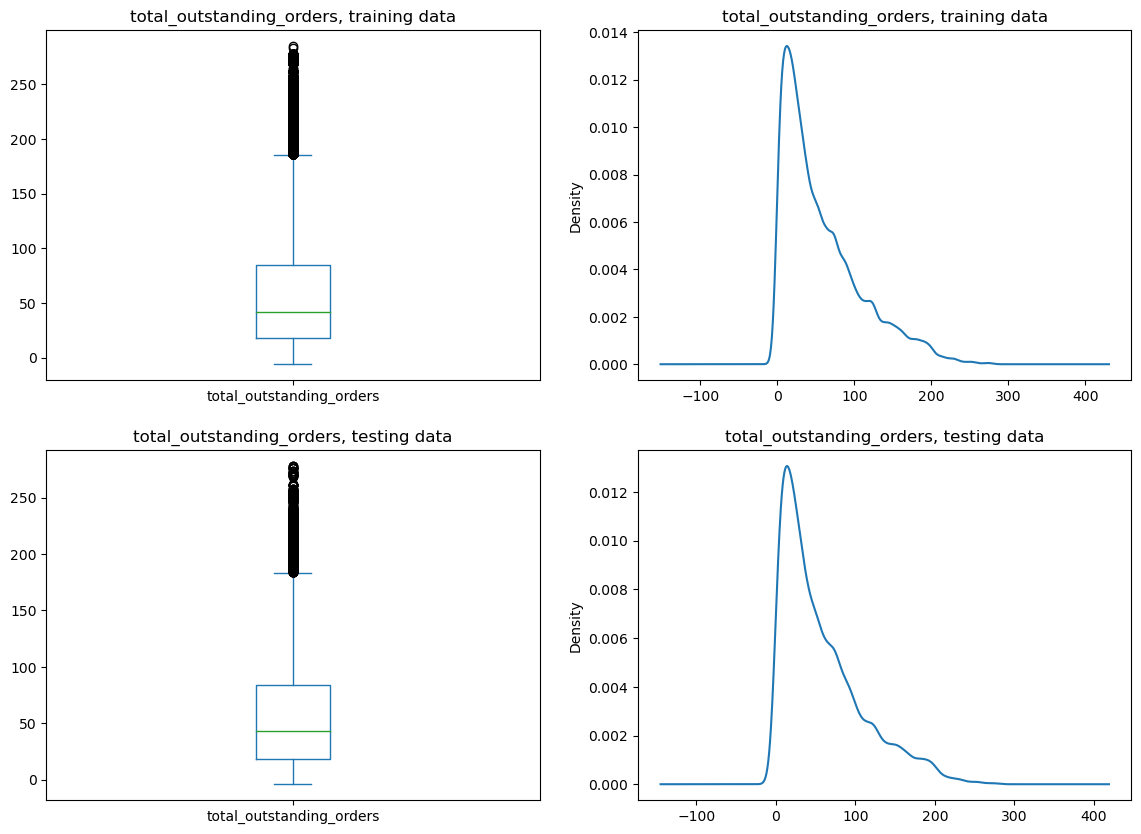 total_outstanding_orders, training data
250
200
150
100
50
0
total_outstanding_orders
total_outstanding_orders, training data
Density
0.014
0.012
0.010
0.008
0.006
0.004
0.002
0.000
−100 0 100 200 300 400
total_outstanding_orders, testing data
250
200
150
100
50
0
total_outstanding_orders
total_outstanding_orders, testing data
Density
0.012
0.010
0.008
0.006
0.004
0.002
0.000
−100 0 100 200 300 400